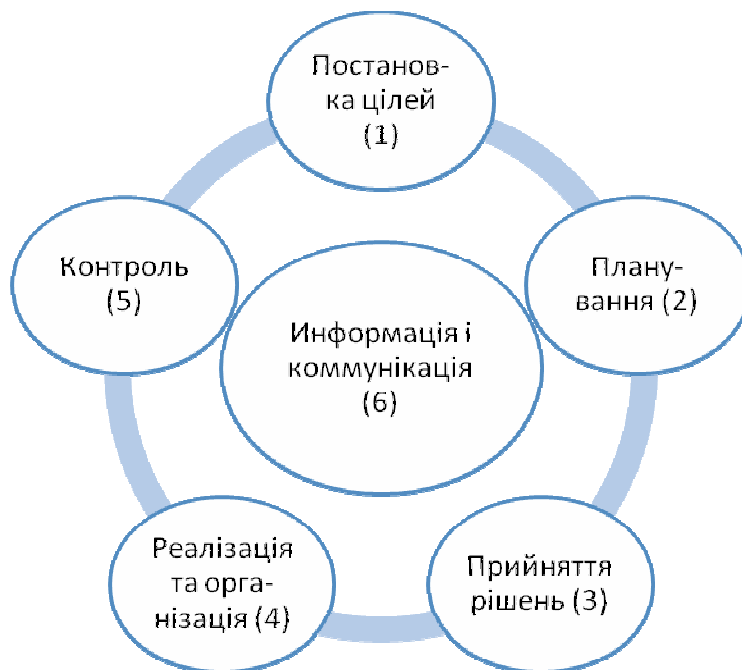 Постанов-
ка цілей
(1)
Плану-
вання (2)
Прийняття
рішень (3)
Реалізація
та орга-
нізація (4)
Контроль
(5)
Информація і
коммунікація
(6)